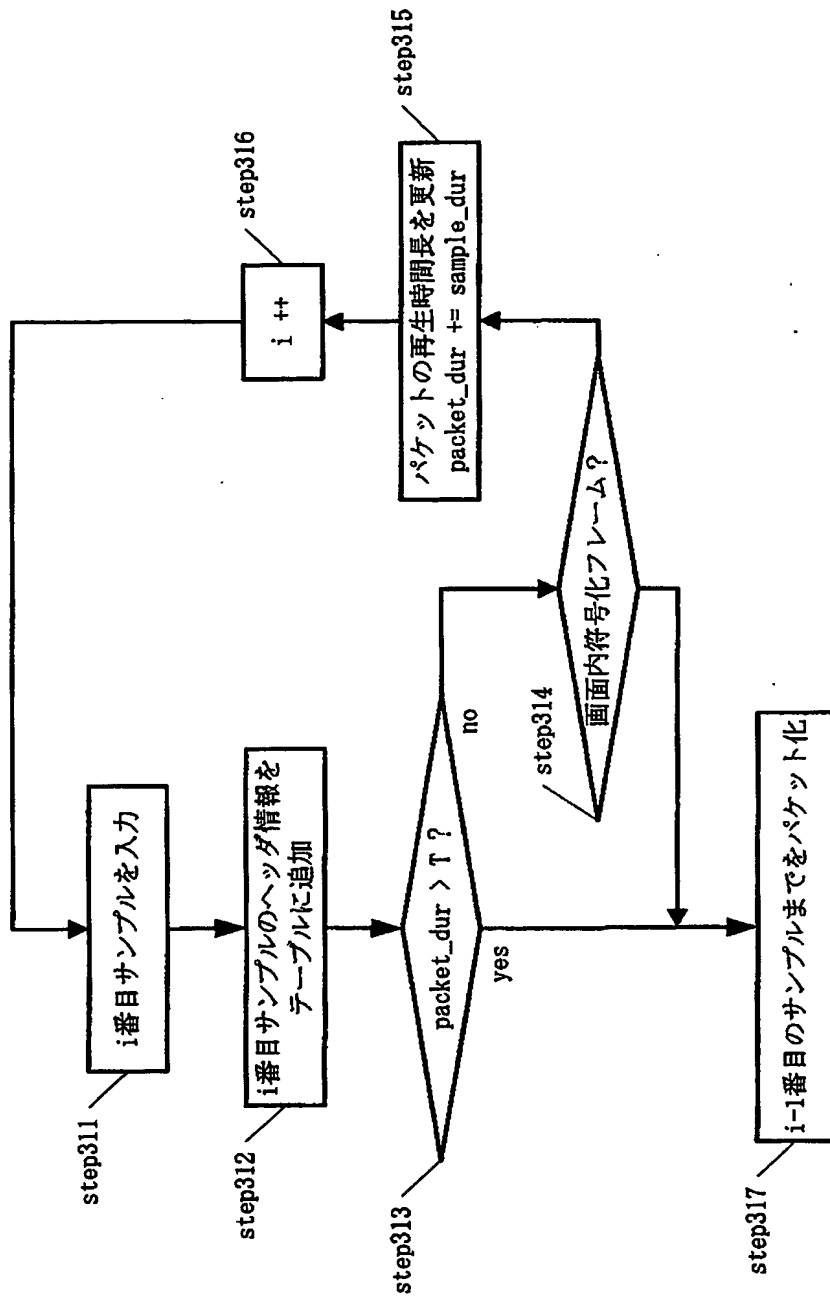 step311
i番目サンプルを入力
step312
i番目サンプルのヘッダ情報を
テーブルに追加
step313
packet_dur > T ?
yes
no
step314
画面内符号化フレーム?
step315
パケットの再生時間長を更新
packet_dur += sample_dur
step316
i ++
step317
i-1番目のサンプルまでをパケット化